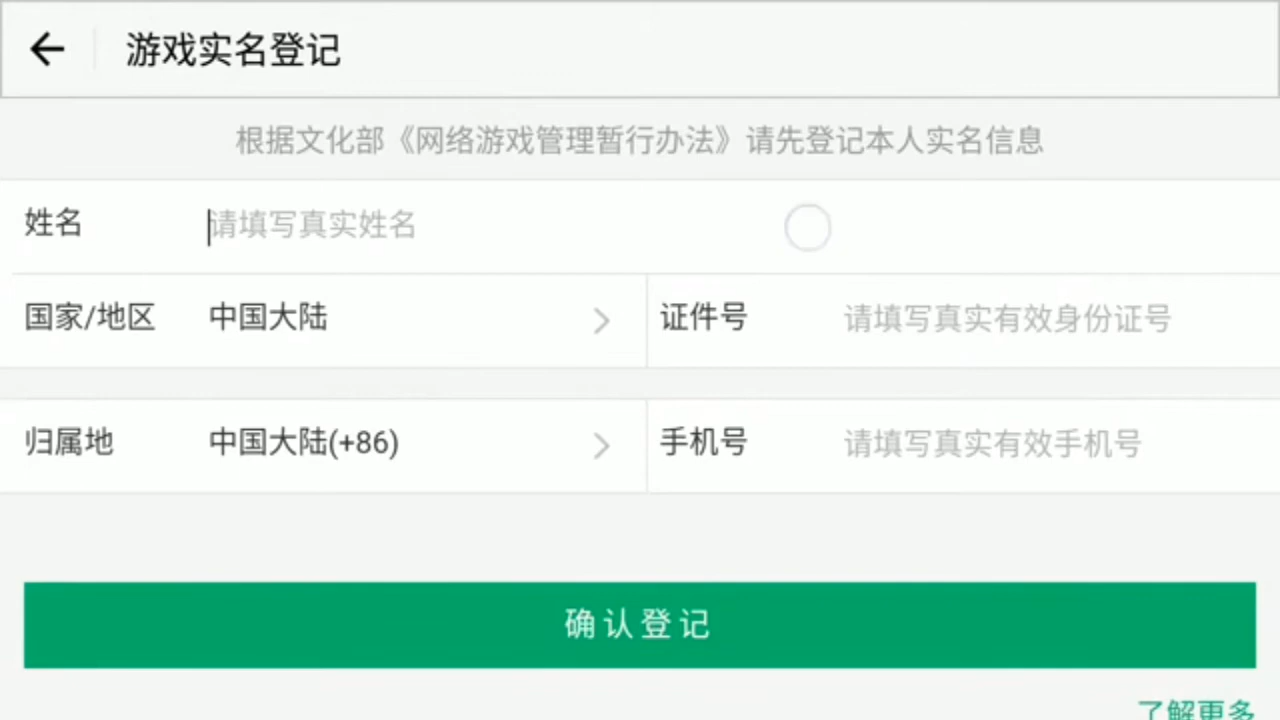 游戏实名登记
根据文化部《网络游戏管理暂行办法》请先登记本人实名信息
姓名 请填写真实姓名
国家/地区 中国大陆 证件号 请填写真实有效身份证号
归属地 中国大陆(+86) 手机号 请填写真实有效手机号
确认登记
了解更多